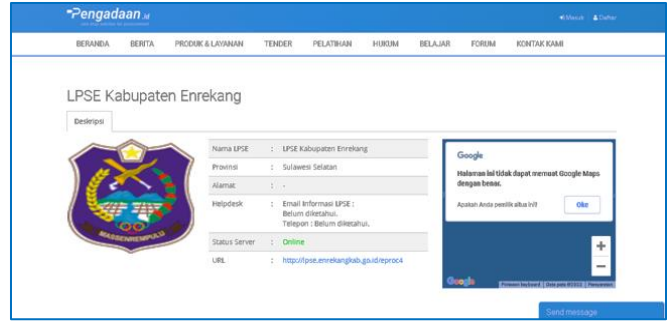 Pengadaan.id
Masuk Daftar
BERANDA BERITA PRODUK & LAYANAN TENDER PELATIHAN HUKUM BELAJAR FORUM KONTAK KAMI
LPSE Kabupaten Enrekang
Deskripsi
MASSENREMPULU
Nama LPSE : LPSE Kabupaten Enrekang
Provinsi : Sulawesi Selatan
Alamat : -
Helpdesk : Email Informasi LPSE :
Belum diketahui.
Telepon : Belum diketahui.
Status Server : Online
URL : http://lpse.enrekangkab.go.id/eproc4
Google
Halaman ini tidak dapat memuat Google Maps
dengan benar.
Apakah Anda pemilik situs ini?
Oke
+
−
Google
Send message